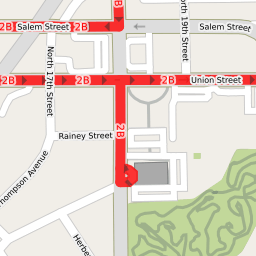 2B
Salem Street
2B
Salem Street
North 19th Street
2B
2B
2B
Union Street
North 17th Street
Rainey Street
2B
Thompson Avenue